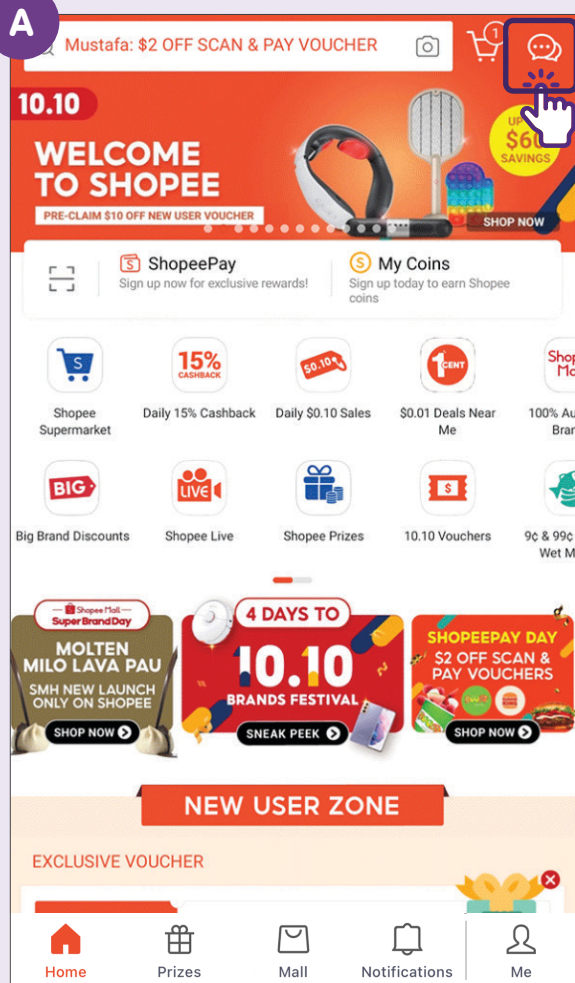 A
Mustafa: $2 OFF SCAN & PAY VOUCHER
1
10.10
WELCOME
TO SHOPEE
PRE-CLAIM $10 OFF NEW USER VOUCHER
UP
SAVINGS
SHOP NOW
ShopeePay
Sign up now for exclusive rewards!
My Coins
Sign up today to earn Shopee
coins
15%
CASHBACK
$0.10
1 CENT
Shopee
Supermarket
Daily 15% Cashback
Daily $0.10 Sales
$0.01 Deals Near
Me
100%
BIG
LIVE
Big Brand Discounts
Shopee Live
Shopee Prizes
10.10 Vouchers
9¢ & 99¢
Wet
Shopee Mall
Super Brand Day
MOLTEN
MILO LAVA PAU
SMH NEW LAUNCH
ONLY ON SHOPEE
SHOP NOW
4 DAYS TO
10.10
BRANDS FESTIVAL
SNEAK PEEK
SHOPEEPAY DAY
$2 OFF SCAN &
PAY VOUCHERS
SHOP NOW
NEW USER ZONE
EXCLUSIVE VOUCHER
Home
Prizes
Mall
Notifications
Me